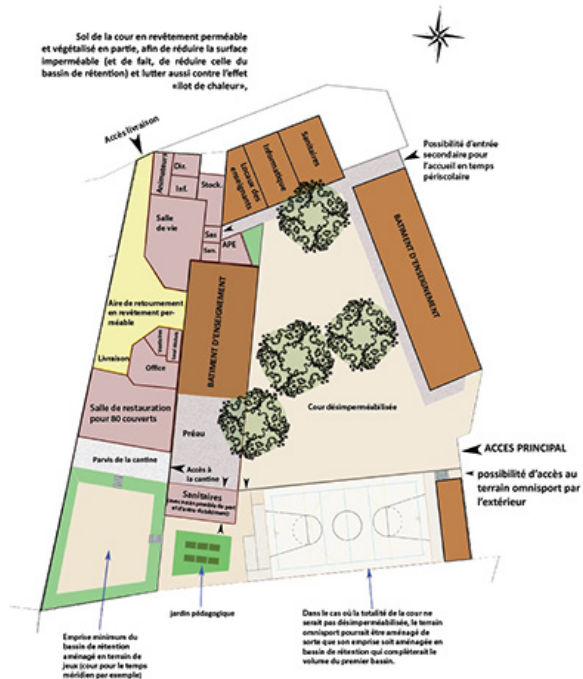 Sol de la cour en revêtement perméable
et végétalisé en partie, afin de réduire la surface
imperméable (et de fait, de réduire celle du
bassin de rétention) et lutter aussi contre l'effet
«ilot de chaleur»,
Accès livraison
Possibilité d'entrée
secondaire pour
l'accueil en temps
périscolaire
Animateurs
Dir.
Inf.
Stock.
Locaux des
enseignants
Informatique
Sanitaires
Salle
de vie
Sas
San.
APE
BATIMENT D'ENSEIGNEMENT
BATIMENT D'ENSEIGNEMENT
Aire de retournement
en revêtement per-
méable
Livraison
Office
Salle de restauration
pour 80 couverts
Préau
Cour désimperméabilisée
Parvis de la cantine
Accès à
la cantine
ACCES PRINCIPAL
possibilité d'accès au
terrain omnisport par
l'extérieur
Sanitaires
Jardin pédagogique
Emprise minimum du
bassin de rétention
aménagé en terrain de
jeux (cour pour le temps
méridien par exemple)
Dans le cas où la totalité de la cour ne
serait pas désimperméabilisée, le terrain
omnisport pourrait être aménagé de
sorte que son emprise soit aménagée en
bassin de rétention qui complèterait le
volume du premier bassin.